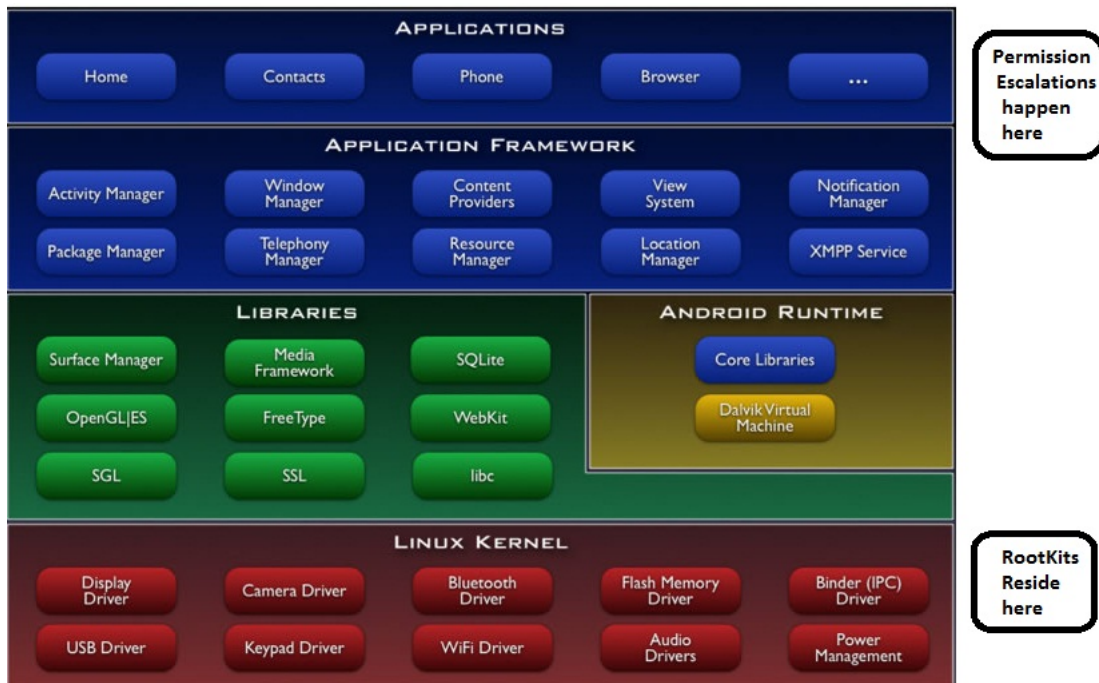 APPLICATIONS
Home
Contacts
Phone
Browser
...
Permission
Escalations
happen
here
APPLICATION FRAMEWORK
Activity Manager
Window
Manager
Content
Providers
View
System
Notification
Manager
Package Manager
Telephony
Manager
Resource
Manager
Location
Manager
XMPP Service
LIBRARIES
Surface Manager
Media
Framework
SQLite
OpenGL|ES
FreeType
WebKit
SGL
SSL
libc
ANDROID RUNTIME
Core Libraries
Dalvik Virtual
Machine
LINUX KERNEL
Display
Driver
Camera Driver
Bluetooth
Driver
Flash Memory
Driver
Binder (IPC)
Driver
USB Driver
Keypad Driver
WiFi Driver
Audio
Drivers
Power
Management
RootKits
Reside
here